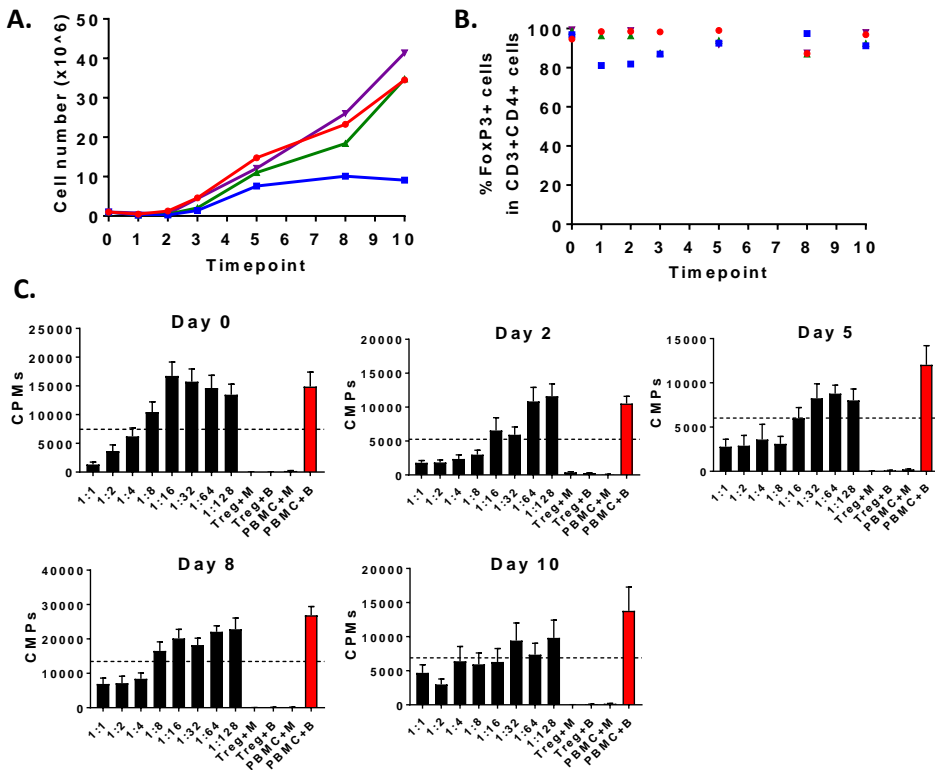 A.
Cell number (x10^6)
50
40
30
20
10
0
0 1 2 3 4 5 6 7 8 9 10
Timepoint
B.
%FoxP3+ cells
in CD3+CD4+ cells
100
80
60
40
20
0
0 1 2 3 4 5 6 7 8 9 10
Timepoint
C.
Day 0
CPMs
25000
20000
15000
10000
5000
0
1:1
1:2
1:4
1:8
1:16
1:32
1:64
1:128
Treg+M
Treg+B
PBMC+M
PBMC+B
Day 2
CMPs
20000
15000
10000
5000
0
1:1
1:2
1:4
1:8
1:16
1:32
1:64
1:128
Treg+M
Treg+B
PBMC+M
PBMC+B
Day 5
CMPs
15000
10000
5000
0
1:1
1:2
1:4
1:8
1:16
1:32
1:64
1:128
Treg+M
Treg+B
PBMC+M
PBMC+B
Day 8
CMPs
40000
30000
20000
10000
0
1:1
1:2
1:4
1:8
1:16
1:32
1:64
1:128
Treg+M
Treg+B
PBMC+M
PBMC+B
Day 10
CPMs
20000
15000
10000
5000
0
1:1
1:2
1:4
1:8
1:16
1:32
1:64
1:128
Treg+M
Treg+B
PBMC+M
PBMC+B